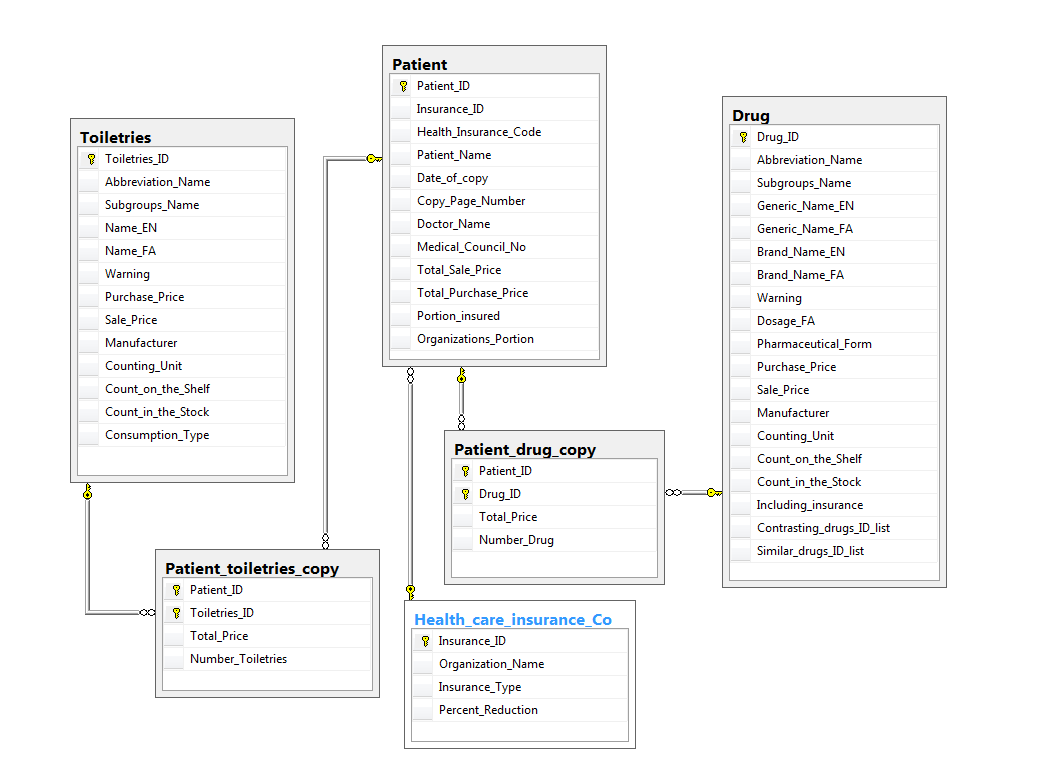 Patient
Patient_ID
Insurance_ID
Health_Insurance_Code
Patient_Name
Date_of_copy
Copy_Page_Number
Doctor_Name
Medical_Council_No
Total_Sale_Price
Total_Purchase_Price
Portion_insured
Organizations_Portion
Toiletries
Toiletries_ID
Abbreviation_Name
Subgroups_Name
Name_EN
Name_FA
Warning
Purchase_Price
Sale_Price
Manufacturer
Counting_Unit
Count_on_the_Shelf
Count_in_the_Stock
Consumption_Type
Drug
Drug_ID
Abbreviation_Name
Subgroups_Name
Generic_Name_EN
Generic_Name_FA
Brand_Name_EN
Brand_Name_FA
Warning
Dosage_FA
Pharmaceutical_Form
Purchase_Price
Sale_Price
Manufacturer
Counting_Unit
Count_on_the_Shelf
Count_in_the_Stock
Including_insurance
Contrasting_drugs_ID_list
Similar_drugs_ID_list
Patient_drug_copy
Patient_ID
Drug_ID
Total_Price
Number_Drug
Patient_toiletries_copy
Patient_ID
Toiletries_ID
Total_Price
Number_Toiletries
Health_care_insurance_Co
Insurance_ID
Organization_Name
Insurance_Type
Percent_Reduction